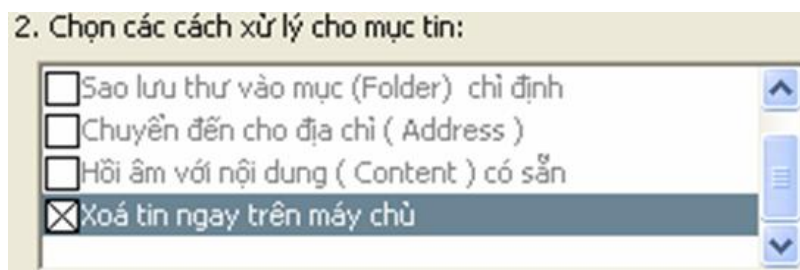 2. Chọn các cách xử lý cho mục tin:
Sao lưu thư vào mục (Folder) chỉ định
Chuyển đến cho địa chỉ ( Address )
Hồi âm với nội dung ( Content ) có sẵn
Xoá tin ngay trên máy chủ